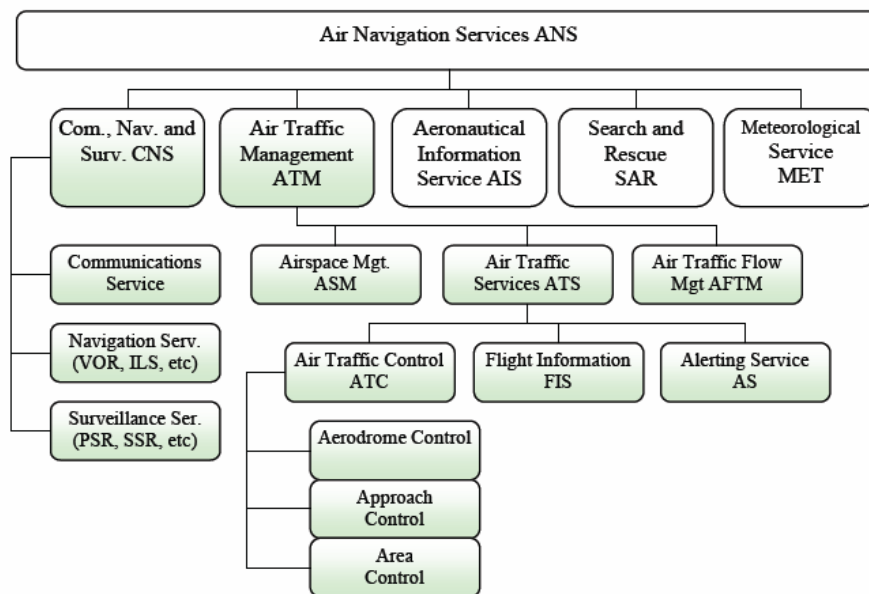 Air Navigation Services ANS
Com., Nav. and
Surv. CNS
Air Traffic
Management
ATM
Aeronautical
Information
Service AIS
Search and
Rescue
SAR
Meteorological
Service
MET
Communications
Service
Airspace Mgt.
ASM
Air Traffic
Services ATS
Air Traffic Flow
Mgt AFTM
Navigation Serv.
(VOR, ILS, etc)
Air Traffic Control
ATC
Flight Information
FIS
Alerting Service
AS
Surveillance Ser.
(PSR, SSR, etc)
Aerodrome Control
Approach
Control
Area
Control